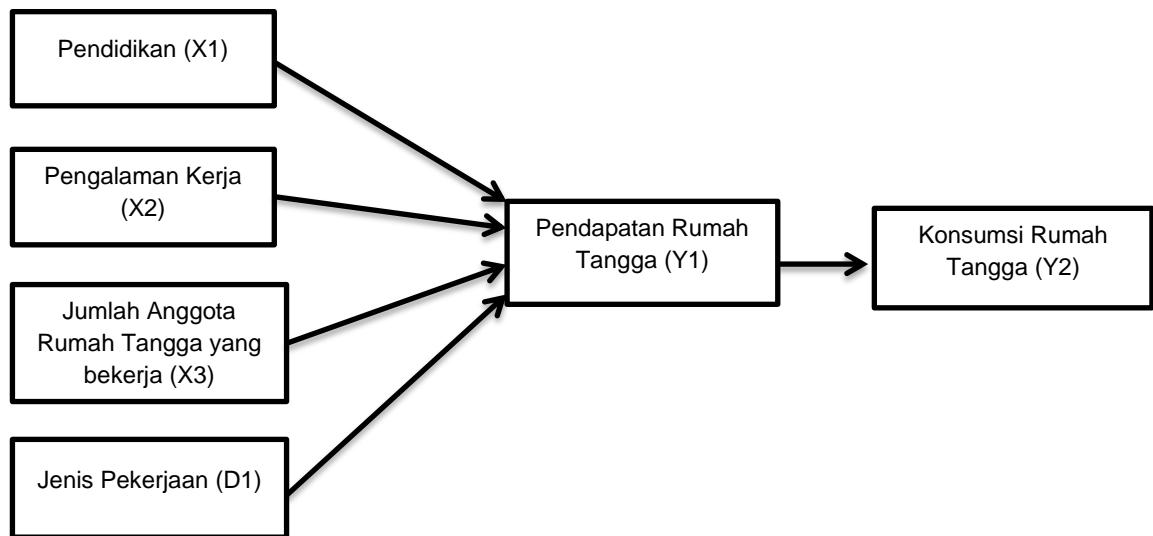 Pendidikan (X1)
Pengalaman Kerja
(X2)
Jumlah Anggota
Rumah Tangga yang
bekerja (X3)
Jenis Pekerjaan (D1)
Pendapatan Rumah
Tangga (Y1)
Konsumsi Rumah
Tangga (Y2)